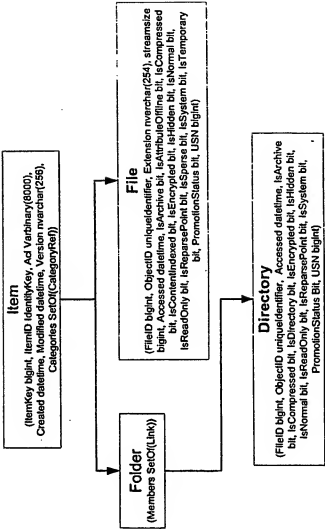 Item
(ItemKey bigint, ItemID IdentityKey, Acl Varbinary(8000)
Created datetime, Modified datetime, Version nvarchar(256),
Categories SetOf(CategoryRef))
Folder
(Members SetOf(Link))
File
(FileID bigint, ObjectID uniqueidentifier, Extension nvarchar(254), streamsize
bigint, Accessed datetime, IsArchive bit, IsAttributeOffline bit, IsCompressed
bit, IsContentIndexed bit, IsEncrypted bit, IsHidden bit, IsNormal bit,
IsReadOnly bit, IsReparsePoint bit, IsSperse bit, IsSystem bit, IsTemporary
bit, PromotionStatus bit, USN bigint)
Directory
(FileID bigint, ObjectID uniqueidentifier, Accessed datetime, IsArchive
bit, IsCompressed bit, IsDirectory bit, IsEncrypted bit, IsHidden bit,
IsNormal bit, IsReadOnly bit, IsReparsePoint bit, IsSystem bit,
PromotionStatus Bit, USN bigint)